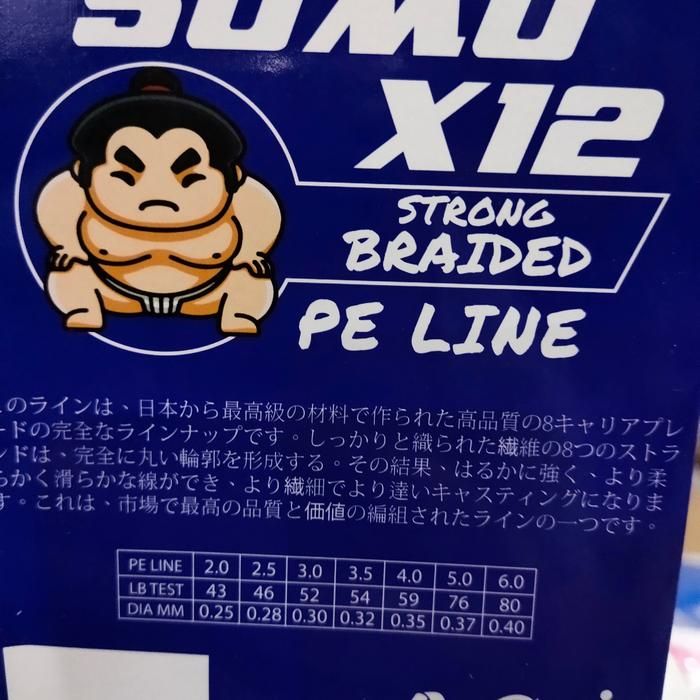 SUMO
X12
STRONG
BRAIDED
PE LINE
このラインは、日本から最高級の材料で作られた高品質の8キャリアプレ
ードの完全なラインナップです。しっかりと織られた繊維の8つのストラ
ンドは、完全に丸い輪郭を形成する。その結果、はるかに強く、より柔
らかく滑らかな線ができ、より繊細でより達いキャスティングになりま
す。これは、市場で最高の品質と価値の編組されたラインの一つです。
PE LINE 2.0 2.5 3.0 3.5 4.0 5.0 6.0
LB TEST 43 46 52 54 59 76 80
DIA MM 0.25 0.28 0.30 0.32 0.35 0.37 0.40